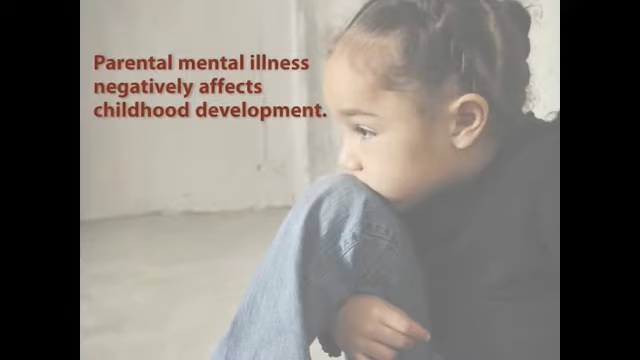 Parental mental illness
negatively affects
childhood development.